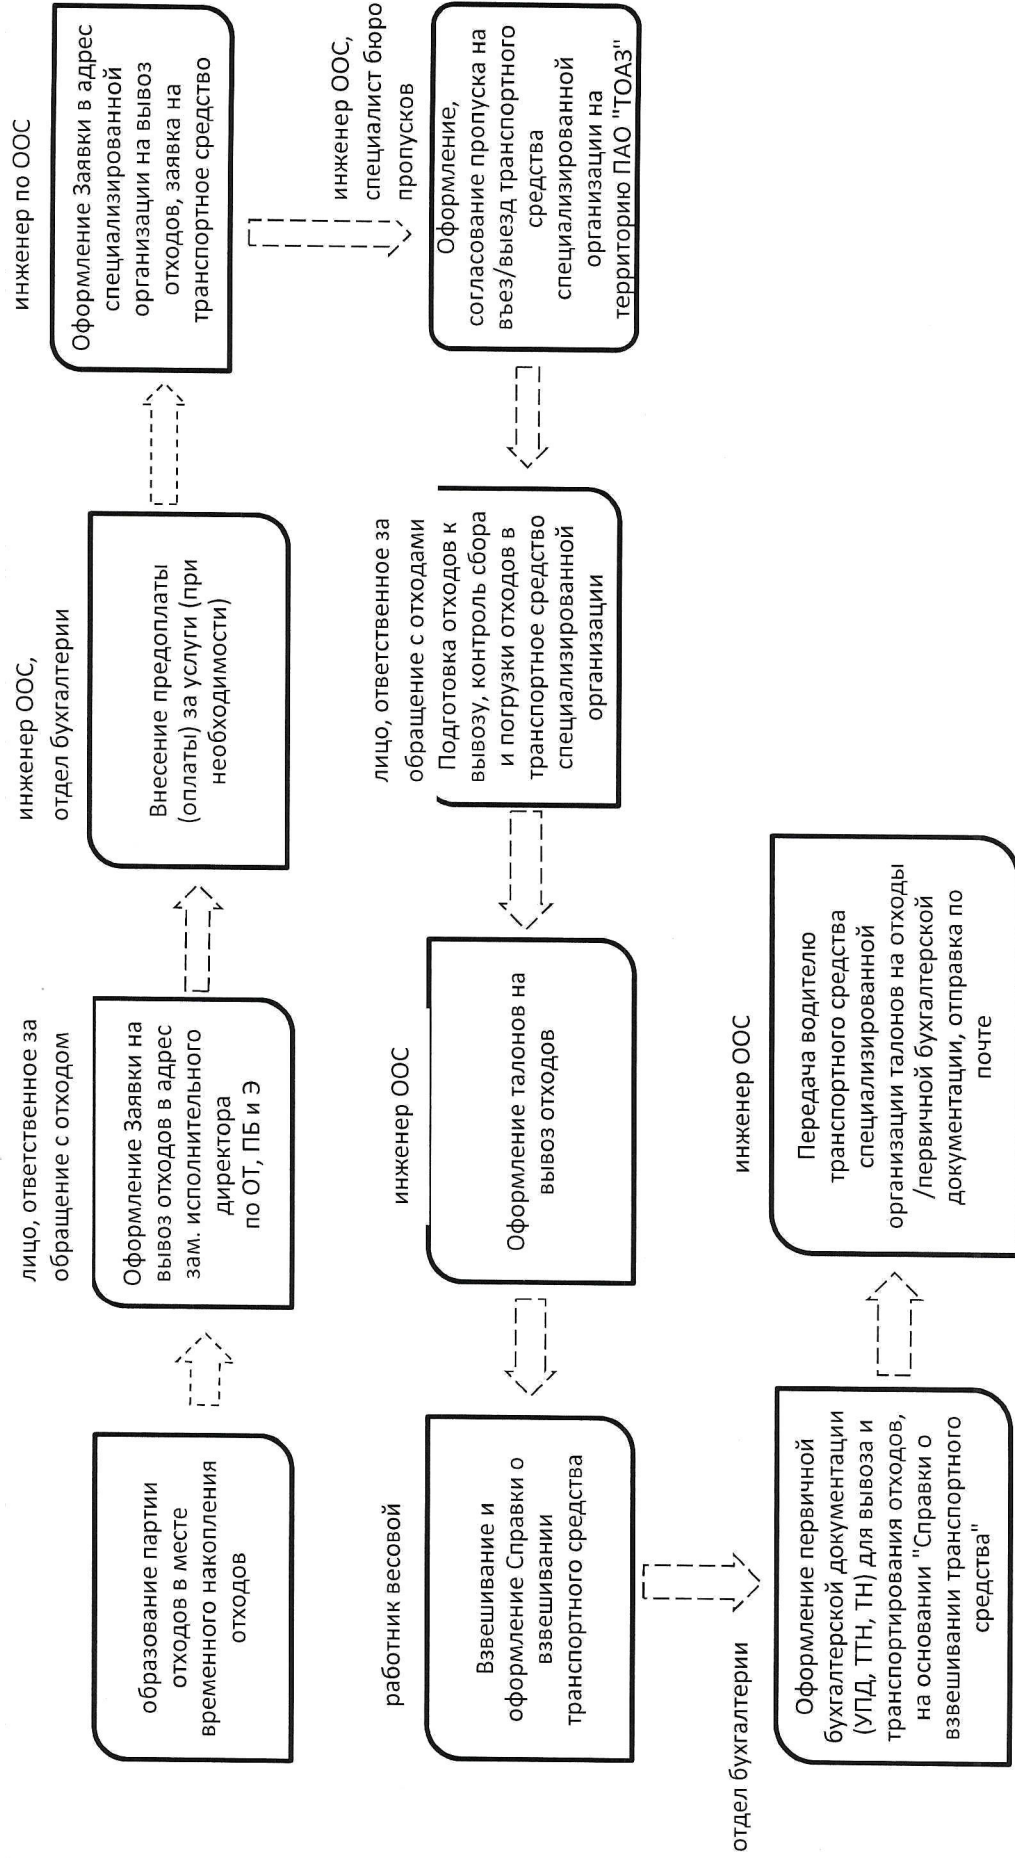 образование партии
отходов в месте
временного накопления
отходов
лицо, ответственное за
обращение с отходом
Оформление Заявки на
вывоз отходов в адрес
зам. исполнительного
директора
по ОТ, ПБ и Э
инженер ООС,
отдел бухгалтерии
Внесение предоплаты
(оплаты) за услуги (при
необходимости)
инженер по ООС
Оформление Заявки в адрес
специализированной
организации на вывоз
отходов, заявка на
транспортное средство
инженер ООС,
специалист бюро
пропусков
Оформление,
согласование пропуска на
въез/выезд транспортного
средства
специализированной
организации на
территорию ПАО "ТОАЗ"
лицо, ответственное за
обращение с отходами
Подготовка отходов к
вывозу, контроль сбора
и погрузки отходов в
транспортное средство
специализированной
организации
инженер ООС
Оформление талонов на
вывоз отходов
работник весовой
Взвешивание и
оформление Справки о
взвешивании
транспортного средства
отдел бухгалтерии
Оформление первичной
бухгалтерской документации
(УПД, ТТН, ТН) для вывоза и
транспортирования отходов,
на основании "Справки о
взвешивании транспортного
средства"
инженер ООС
Передача водителю
транспортного средства
специализированной
организации талонов на отходы
/первичной бухгалтерской
документации, отправка по
почте